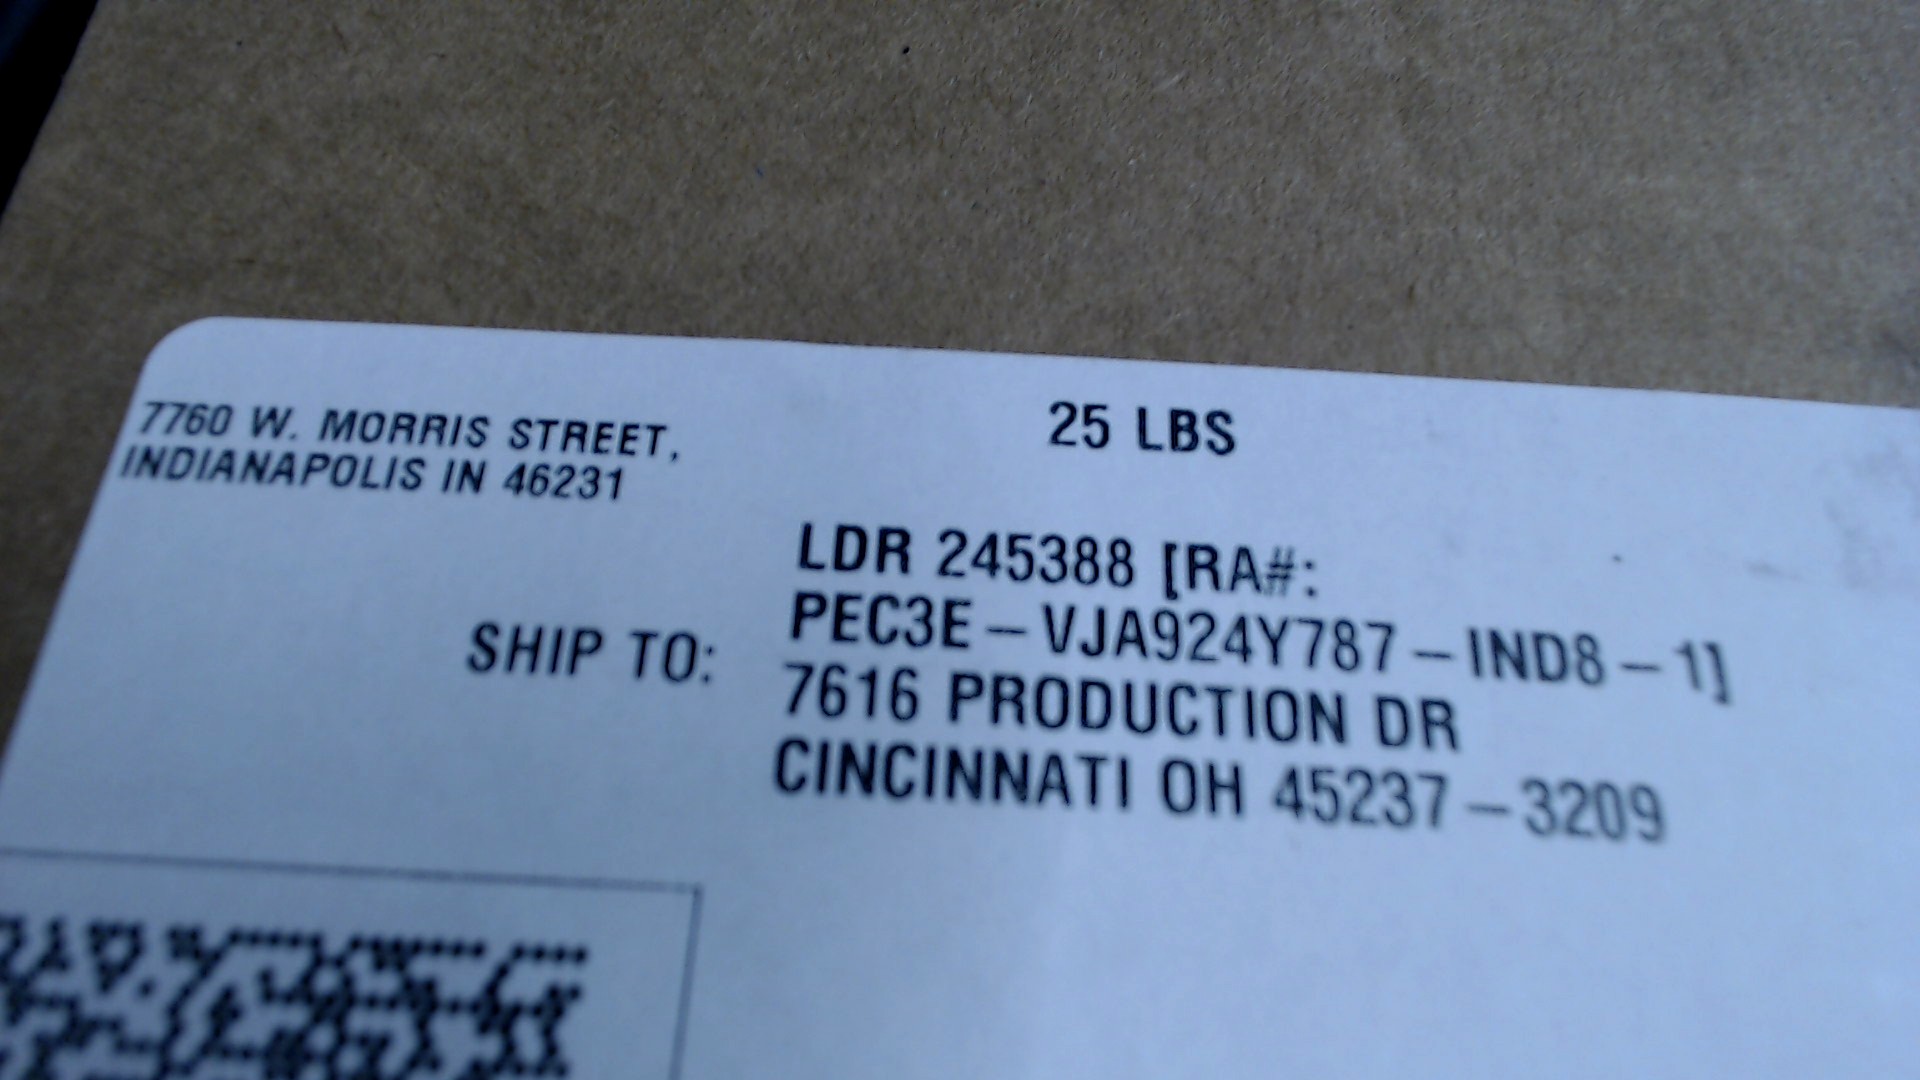 7760 W. MORRIS STREET,
INDIANAPOLIS IN 46231
25 LBS
SHIP TO:
LDR 245388 [RA#:
PEC3E-VJA924Y787-IND8-1]
7616 PRODUCTION DR
CINCINNATI OH 45237-3209